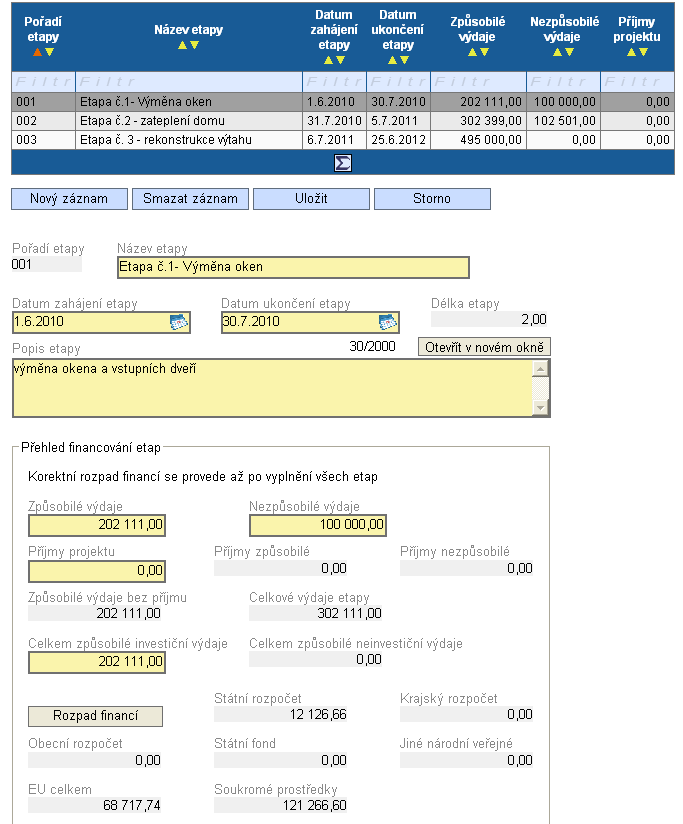 Pořadí etapy Název etapy Datum zahájení etapy Datum ukončení etapy Způsobilé výdaje Nezpůsobilé výdaje Příjmy projektu
Filtr Filtr Filtr Filtr Filtr Filtr Filtr
001 Etapa č.1- Výměna oken 1.6.2010 30.7.2010 202 111,00 100 000,00 0,00
002 Etapa č.2 - zateplení domu 31.7.2010 5.7.2011 302 399,00 102 501,00 0,00
003 Etapa č. 3 - rekonstrukce výtahu 6.7.2011 25.6.2012 495 000,00 0,00 0,00
Σ
Nový záznam Smazat záznam Uložit Storno
Pořadí etapy Název etapy
001 Etapa č.1- Výměna oken
Datum zahájení etapy Datum ukončení etapy Délka etapy
1.6.2010 30.7.2010 2,00
Popis etapy 30/2000 Otevřít v novém okně
výměna okena a vstupních dveří
Přehled financování etap
Korektní rozpad financí se provede až po vyplnění všech etap
Způsobilé výdaje Nezpůsobilé výdaje
202 111,00 100 000,00
Příjmy projektu Příjmy způsobilé Příjmy nezpůsobilé
0,00 0,00 0,00
Způsobilé výdaje bez příjmu Celkové výdaje etapy
202 111,00 302 111,00
Celkem způsobilé investiční výdaje Celkem způsobilé neinvestiční výdaje
202 111,00 0,00
Státní rozpočet Krajský rozpočet
Rozpad financí 12 126,66 0,00
Obecní rozpočet Státní fond Jiné národní veřejné
0,00 0,00 0,00
EU celkem Soukromé prostředky
68 717,74 121 266,60